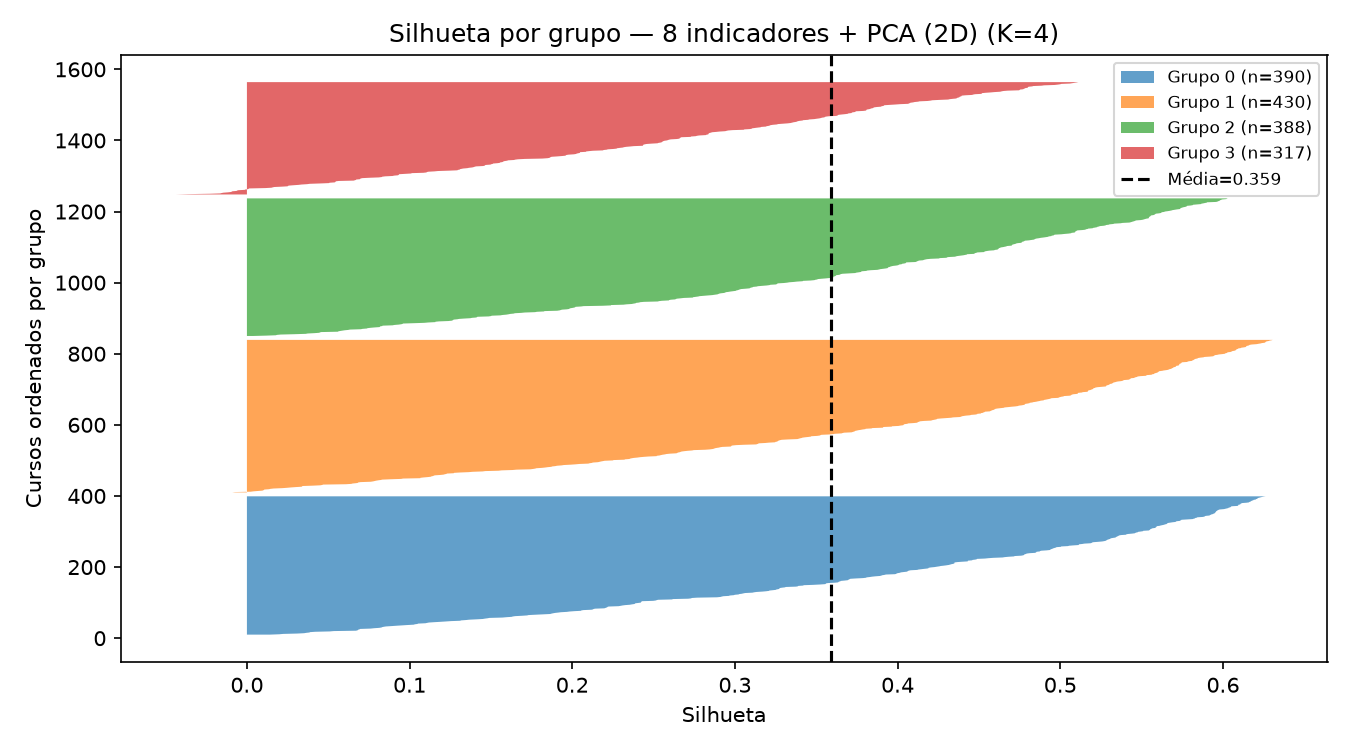 Silhueta por grupo — 8 indicadores + PCA (2D) (K=4)
Grupo 0 (n=390)
Grupo 1 (n=430)
Grupo 2 (n=388)
Grupo 3 (n=317)
Média=0.359
Cursos ordenados por grupo
1600
1400
1200
1000
800
600
400
200
0
0.0 0.1 0.2 0.3 0.4 0.5 0.6
Silhueta